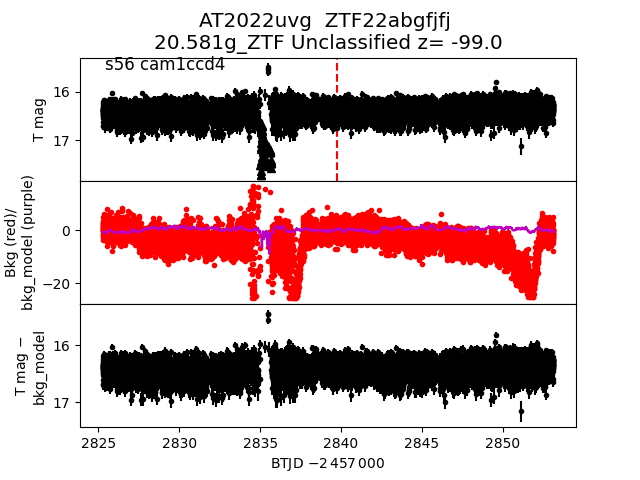 AT2022uvg  ZTF22abgfjfj
20.581g_ZTF Unclassified z= -99.0
s56 cam1ccd4
16
17
T mag
0
−20
Bkg (red)/
bkg_model (purple)
16
17
T mag −
bkg_model
2825
2830
2835
2840
2845
2850
BTJD −2 457 000